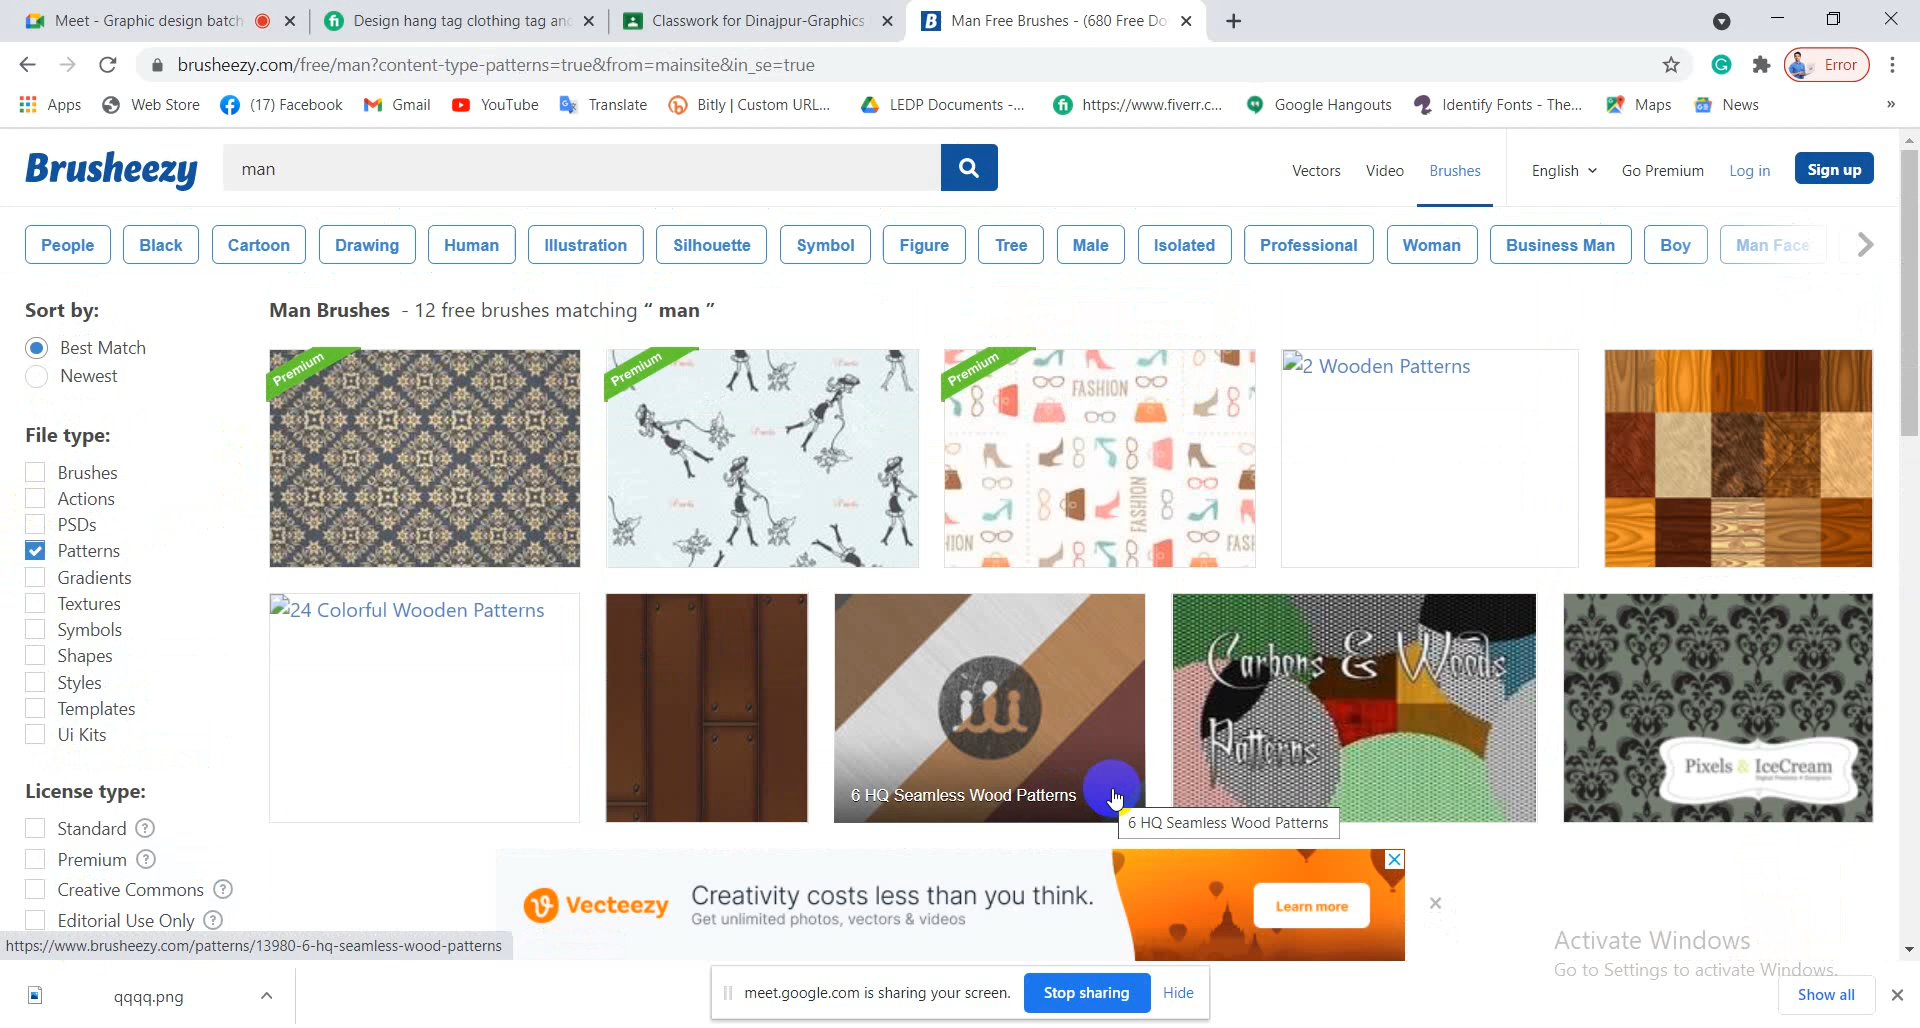 Meet - Graphic design batch
Design hang tag clothing tag and
Classwork for Dinajpur-Graphics
Man Free Brushes - (680 Free Do
brusheezy.com/free/man?content-type-patterns=true&from=mainsite&in_se=true
Error
Apps
Web Store
(17) Facebook
Gmail
YouTube
Translate
Bitly | Custom URL...
LEDP Documents -...
https://www.fiverr.c...
Google Hangouts
Identify Fonts - The...
Maps
News
»
Brusheezy
man
Vectors
Video
Brushes
English
Go Premium
Log in
Sign up
People
Black
Cartoon
Drawing
Human
Illustration
Silhouette
Symbol
Figure
Tree
Male
Isolated
Professional
Woman
Business Man
Boy
Man Face
Sort by:
Best Match
Newest
File type:
Brushes
Actions
PSDs
Patterns
Gradients
Textures
Symbols
Shapes
Styles
Templates
Ui Kits
License type:
Standard ?
Premium ?
Creative Commons ?
Editorial Use Only ?
Man Brushes - 12 free brushes matching “ man ”
Premium
Premium
Premium
FASHION
FASHION
HION
FASH
2 Wooden Patterns
24 Colorful Wooden Patterns
6 HQ Seamless Wood Patterns
6 HQ Seamless Wood Patterns
Carbons & Woods
Patterns
Pixels & IceCream
Vecteezy
Creativity costs less than you think.
Get unlimited photos, vectors & videos
Learn more
https://www.brusheezy.com/patterns/13980-6-hq-seamless-wood-patterns
Activate Windows
Go to Settings to activate Windows.
qqqq.png
meet.google.com is sharing your screen.
Stop sharing
Hide
Show all